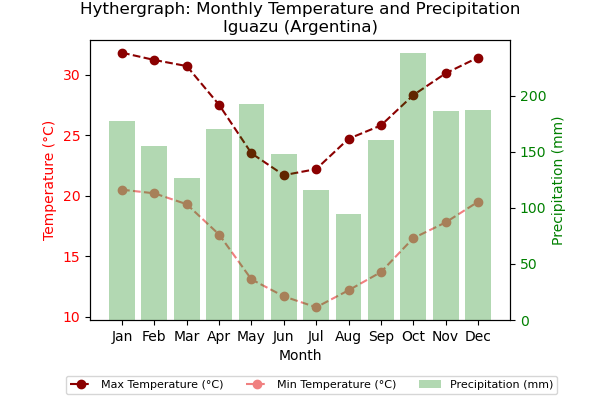 Hythergraph: Monthly Temperature and Precipitation
Iguazu (Argentina)
Temperature (°C)
30
25
20
15
10
Precipitation (mm)
200
150
100
50
0
Jan Feb Mar Apr May Jun Jul Aug Sep Oct Nov Dec
Month
Max Temperature (°C) Min Temperature (°C) Precipitation (mm)